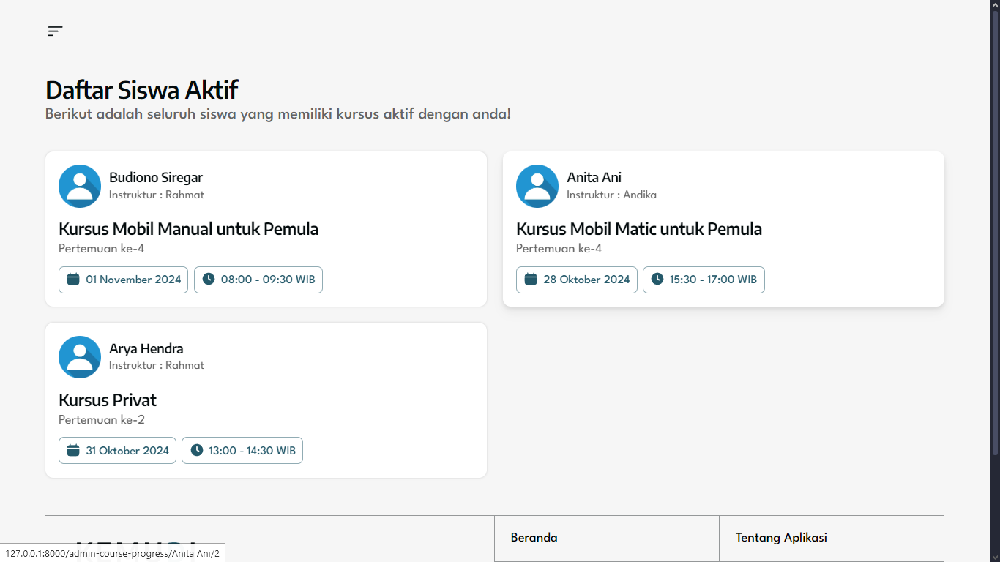 Daftar Siswa Aktif
Berikut adalah seluruh siswa yang memiliki kursus aktif dengan anda!
Budiono Siregar
Instruktur : Rahmat
Kursus Mobil Manual untuk Pemula
Pertemuan ke-4
01 November 2024
08:00 - 09:30 WIB
Anita Ani
Instruktur : Andika
Kursus Mobil Matic untuk Pemula
Pertemuan ke-4
28 Oktober 2024
15:30 - 17:00 WIB
Arya Hendra
Instruktur : Rahmat
Kursus Privat
Pertemuan ke-2
31 Oktober 2024
13:00 - 14:30 WIB
Beranda
Tentang Aplikasi
127.0.0.1:8000/admin-course-progress/Anita Ani/2